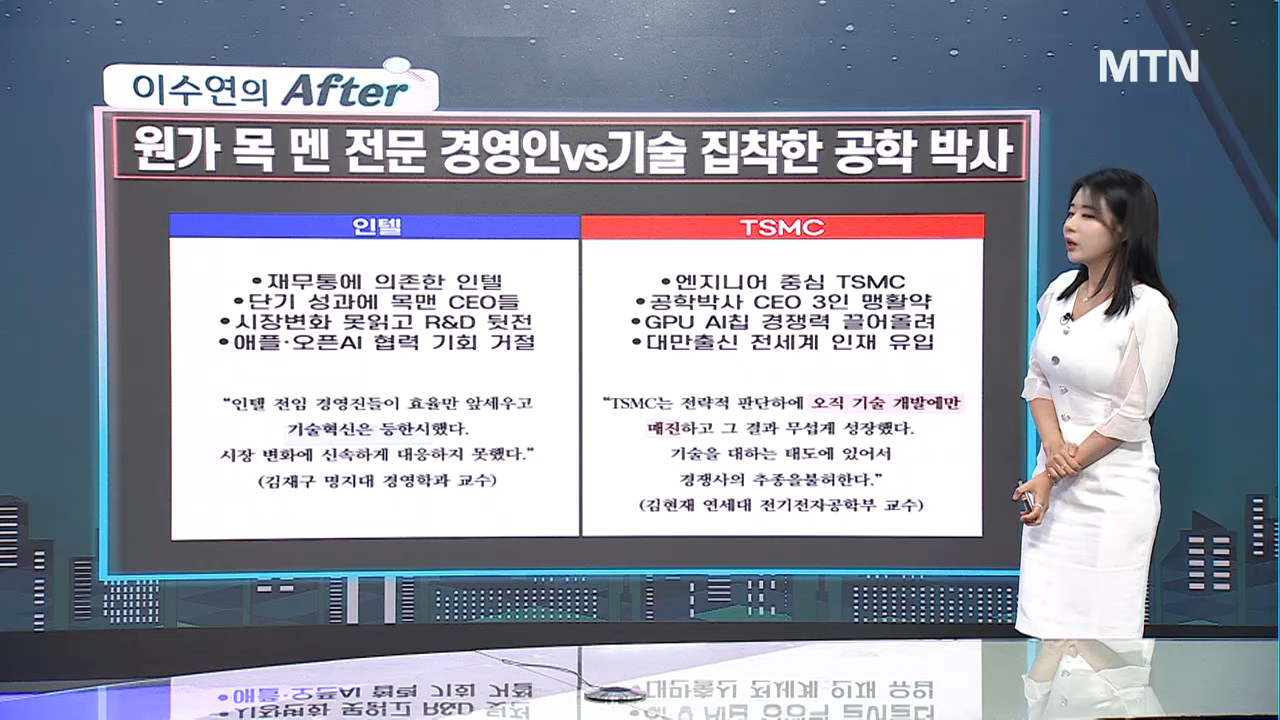 MTN
이수연의 After
원가 목 멘 전문 경영인vs기술 집착한 공학 박사
인텔
•재무통에 의존한 인텔
•단기 성과에 목맨 CEO들
•시장변화 못읽고 R&D 뒷전
•애플·오픈AI 협력 기회 거절
“인텔 전임 경영진들이 효율만 앞세우고
기술혁신은 등한시했다.
시장 변화에 신속하게 대응하지 못했다.”
(김재구 명지대 경영학과 교수)
TSMC
•엔지니어 중심 TSMC
•공학박사 CEO 3인 맹활약
•GPU AI칩 경쟁력 끌어올려
•대만출신 전세계 인재 유입
“TSMC는 전략적 판단하에 오직 기술 개발에만
매진하고 그 결과 무섭게 성장했다.
기술을 대하는 태도에 있어서
경쟁사의 추종을불허한다.”
(김현재 연세대 전기전자공학부 교수)